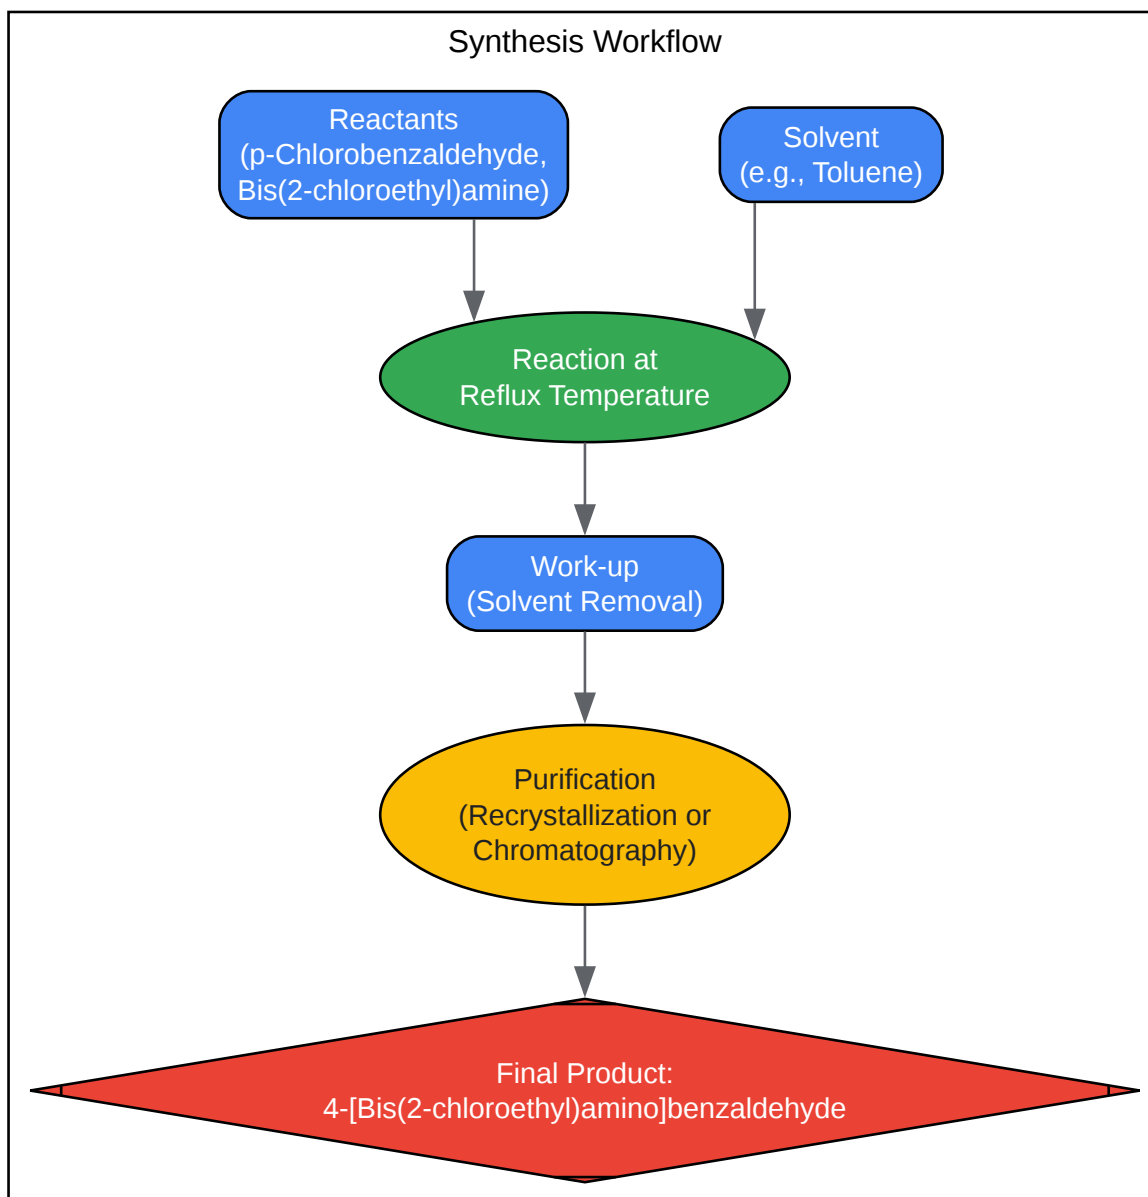 Synthesis Workflow
Reactants
(p-Chlorobenzaldehyde,
Bis(2-chloroethyl)amine)
Solvent
(e.g., Toluene)
Reaction at
Reflux Temperature
Work-up
(Solvent Removal)
Purification
(Recrystallization or
Chromatography)
Final Product:
4-[Bis(2-chloroethyl)amino]benzaldehyde